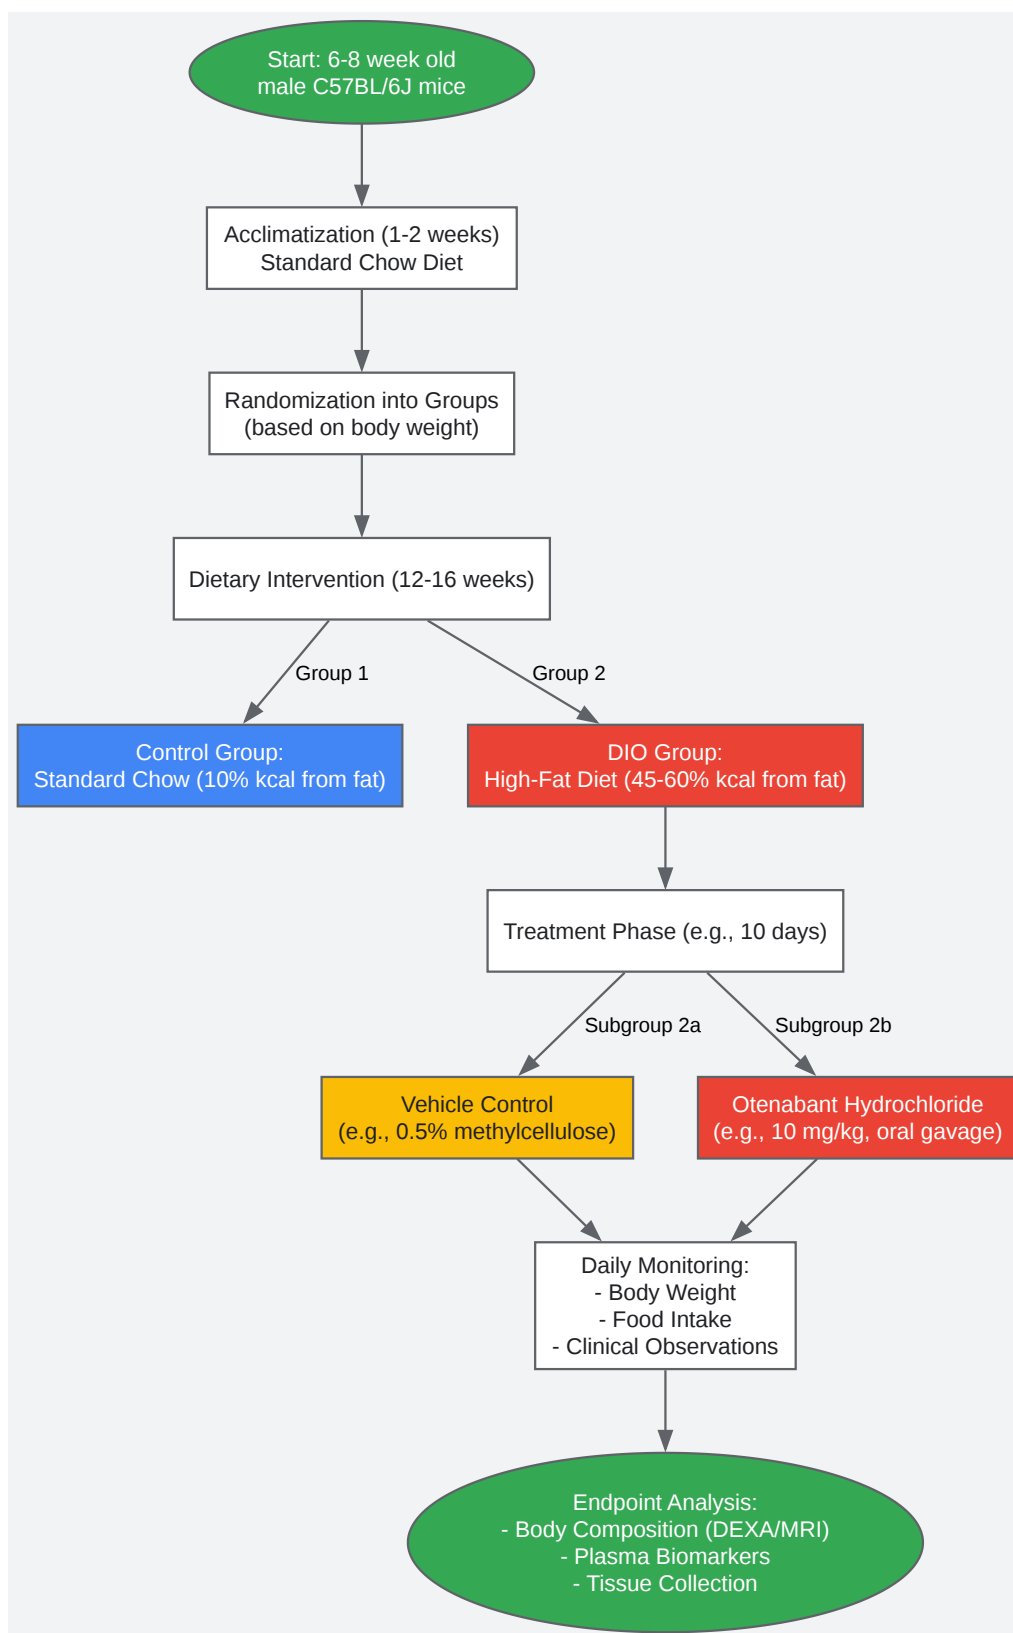 Start: 6-8 week old
male C57BL/6J mice
Acclimatization (1-2 weeks)
Standard Chow Diet
Randomization into Groups
(based on body weight)
Dietary Intervention (12-16 weeks)
Group 1
Group 2
Control Group:
Standard Chow (10% kcal from fat)
DIO Group:
High-Fat Diet (45-60% kcal from fat)
Treatment Phase (e.g., 10 days)
Subgroup 2a
Subgroup 2b
Vehicle Control
(e.g., 0.5% methylcellulose)
Otenabant Hydrochloride
(e.g., 10 mg/kg, oral gavage)
Daily Monitoring:
- Body Weight
- Food Intake
- Clinical Observations
Endpoint Analysis:
- Body Composition (DEXA/MRI)
- Plasma Biomarkers
- Tissue Collection